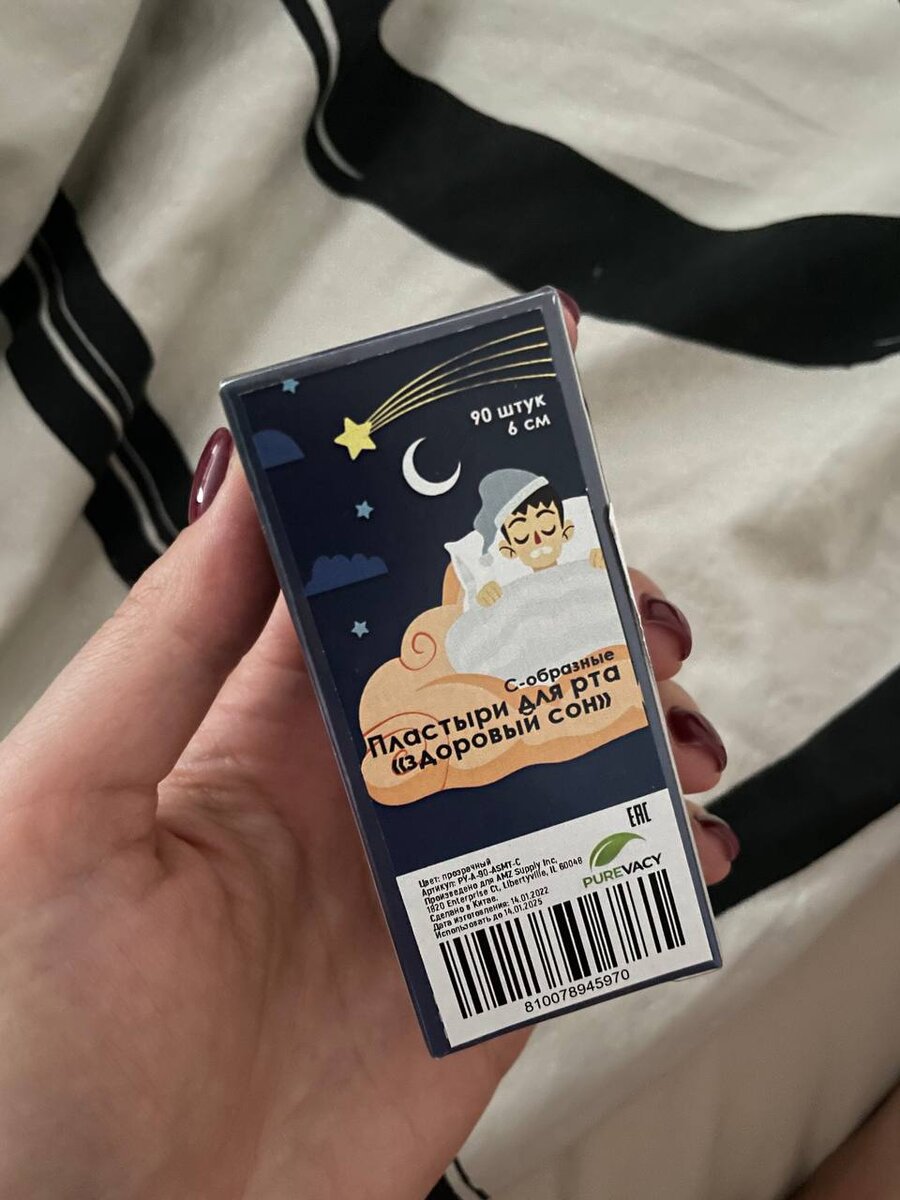 90 штук
6 см
С-образные
Пластыри для рта
«здоровый сон»
EAC
Цвет: прозрачный
Артикул: PY-A-90-ASMT-C
Произведено для AMZ Supply Inc,
1820 Enterprise Ct, Libertyville, IL 60048
Сделано в Китае.
Дата изготовления: 14.01.2022
Использовать до 14.01.2025
PUREVACY
810078945970